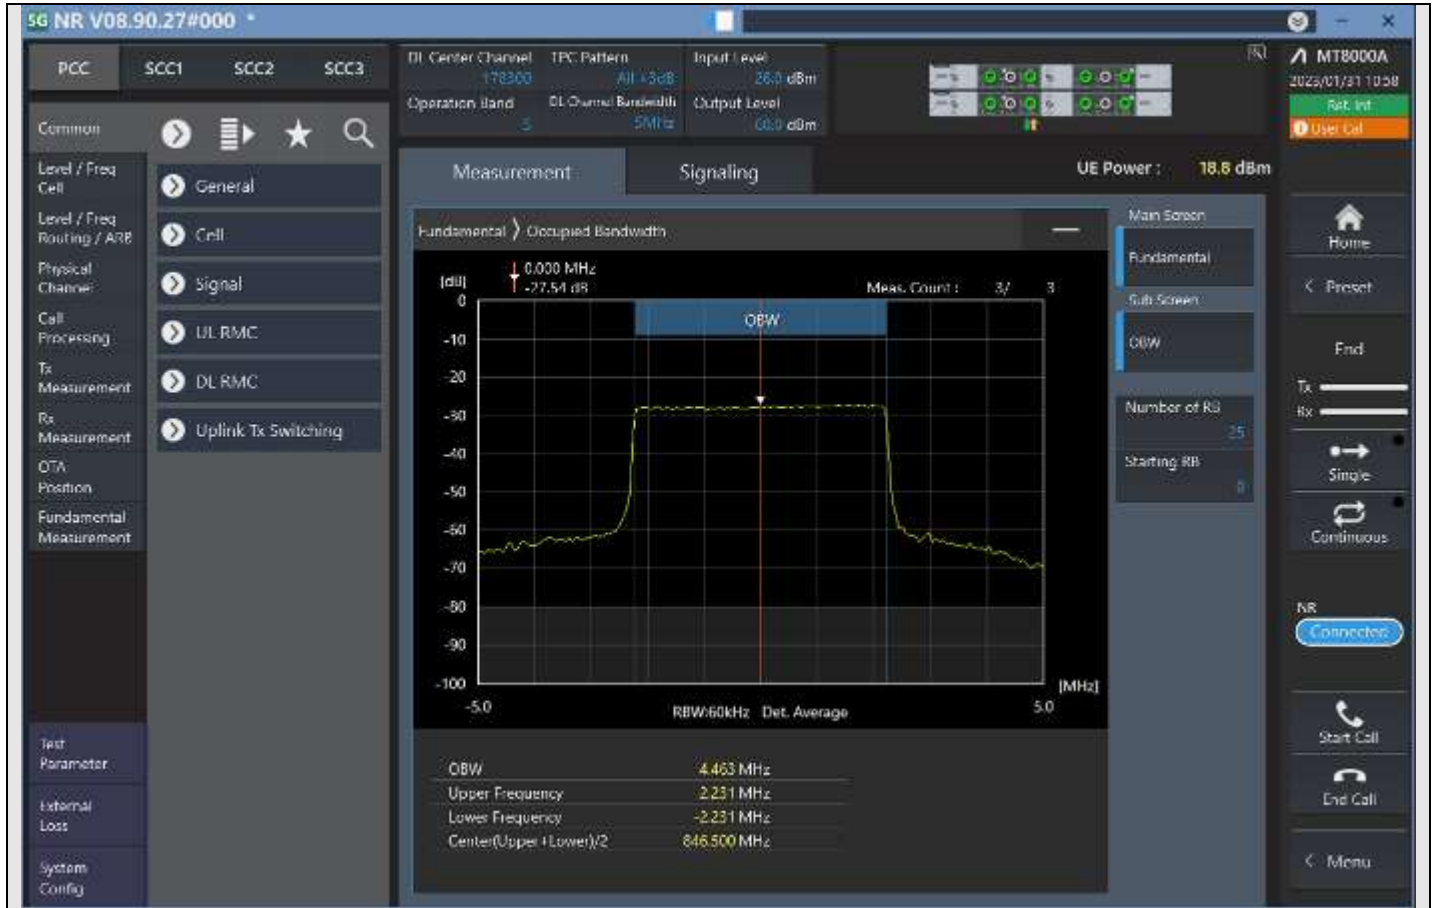 SG NR V08.90.27#000 *
PCC SCC1 SCC2 SCC3
DL Center Channel TPC Pattern Input Level
178300 All +3dB 26.0 dBm
Operation Band DL Channel Bandwidth Output Level
5 5MHz dBm
MT8000A
2023/01/31 10:58
Ref. Int
User Cal
Common
Level / Freq
Cell
Level / Freq
Routing / ARB
Physical
Channel
Call
Processing
Tx
Measurement
Rx
Measurement
OTA
Position
Fundamental
Measurement
Test
Parameter
External
Loss
System
Config
General
Cell
Signal
UL RMC
DL RMC
Uplink Tx Switching
Measurement Signaling
UE Power : 18.8 dBm
Fundamental > Occupied Bandwidth
0.000 MHz
-27.54 dB
Meas. Count : 3/ 3
[dB]
OBW
0
-10
-20
-30
-40
-50
-60
-70
-80
-90
-100
-5.0 5.0
[MHz]
RBW:60kHz Det. Average
OBW 4.463 MHz
Upper Frequency 2.231 MHz
Lower Frequency -2.231 MHz
Center(Upper+Lower)/2 846.500 MHz
Main Screen
Fundamental
Sub Screen
OBW
Number of RB
25
Starting RB
0
Home
< Preset
End
Tx
Rx
Single
Continuous
NR
Connected
Start Call
End Call
< Menu